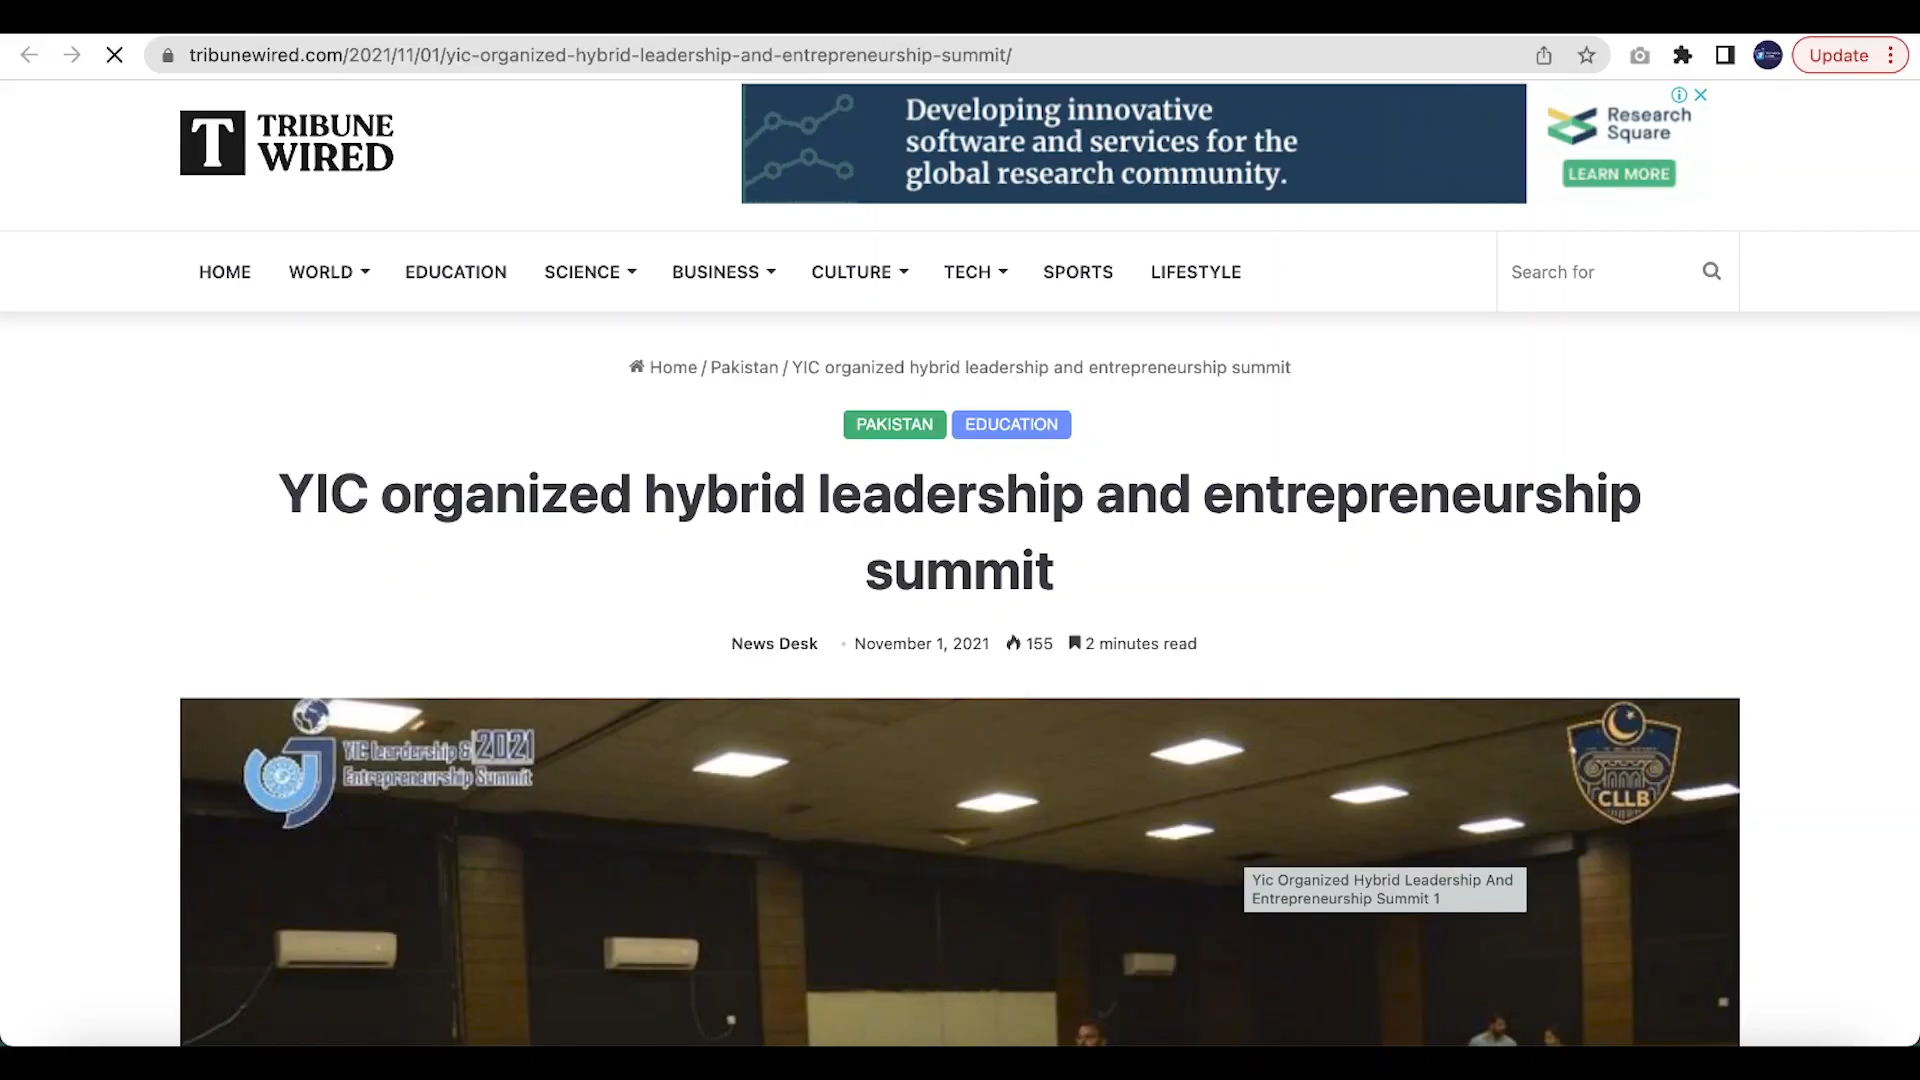 tribunewired.com/2021/11/01/yic-organized-hybrid-leadership-and-entrepreneurship-summit/
Update
T TRIBUNE
WIRED
Developing innovative
software and services for the
global research community.
Research
Square
LEARN MORE
HOME WORLD EDUCATION SCIENCE BUSINESS CULTURE TECH SPORTS LIFESTYLE
Search for
Home / Pakistan / YIC organized hybrid leadership and entrepreneurship summit
PAKISTAN EDUCATION
YIC organized hybrid leadership and entrepreneurship
summit
News Desk November 1, 2021 155 2 minutes read
YIC leardership & 2021
Entrepreneurship Summit
CLLB
Yic Organized Hybrid Leadership And
Entrepreneurship Summit 1